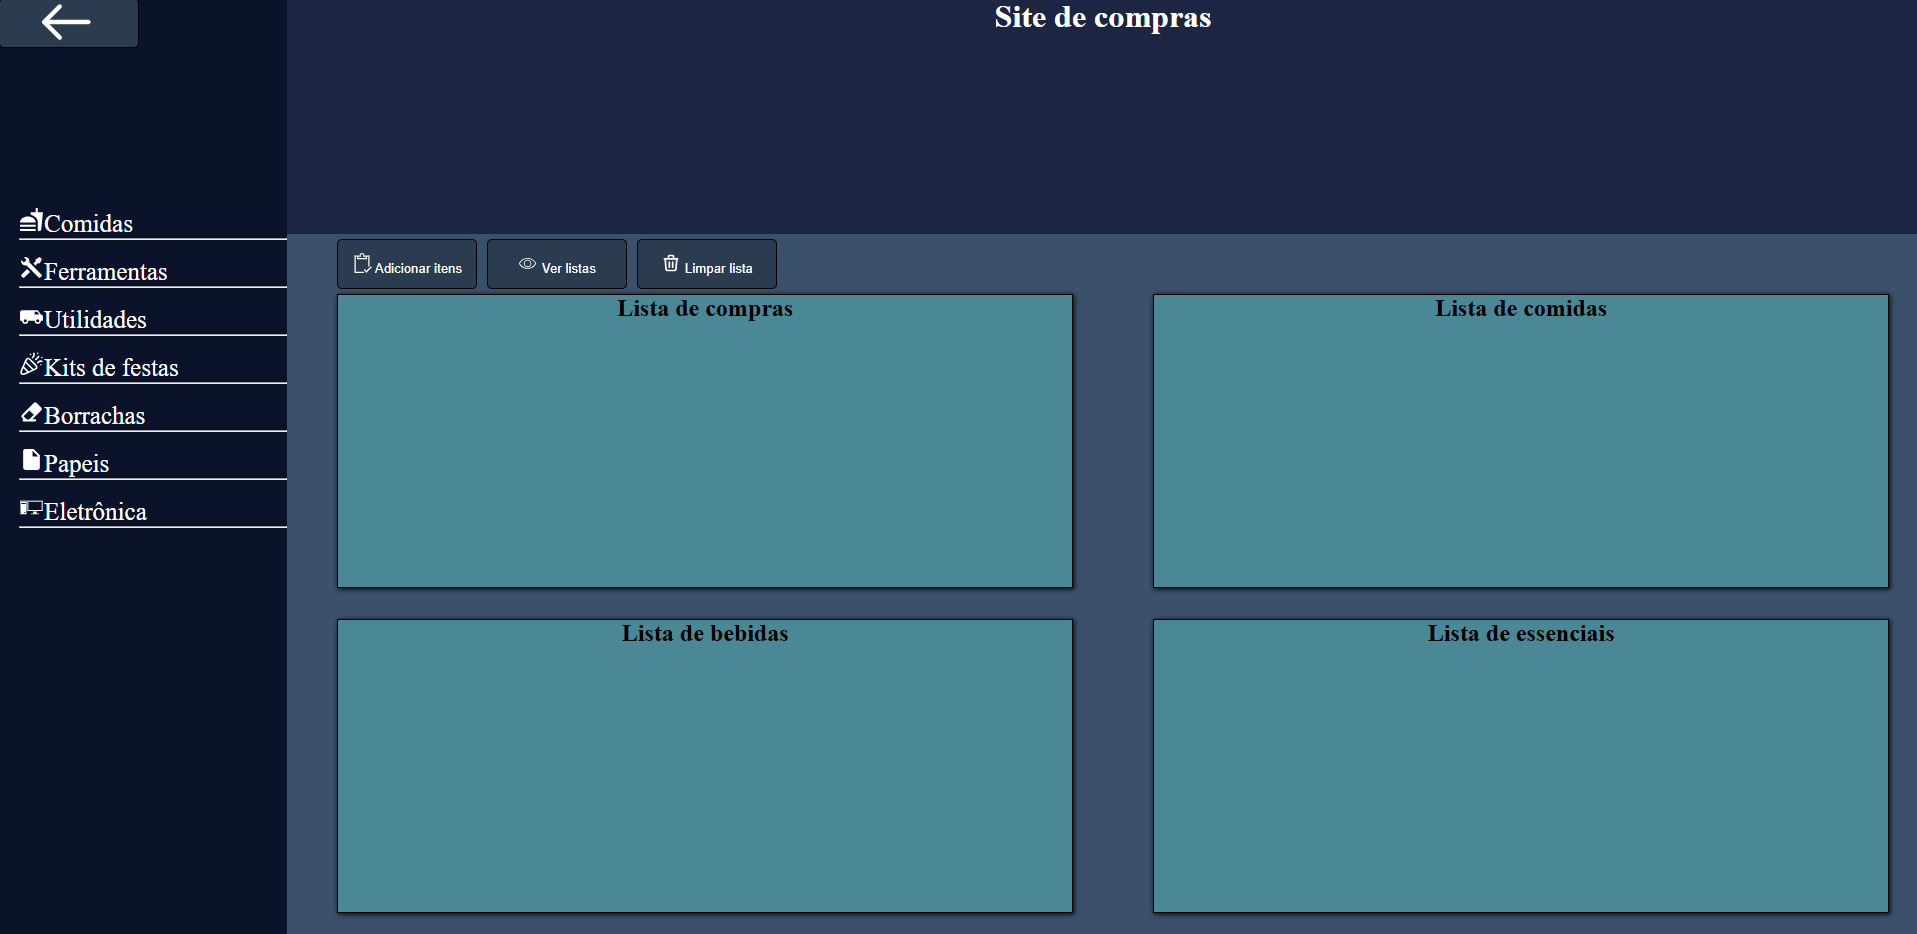 Site de compras
Comidas
Ferramentas
Utilidades
Kits de festas
Borrachas
Papeis
Eletrônica
Adicionar itens
Ver listas
Limpar lista
Lista de compras
Lista de comidas
Lista de bebidas
Lista de essenciais